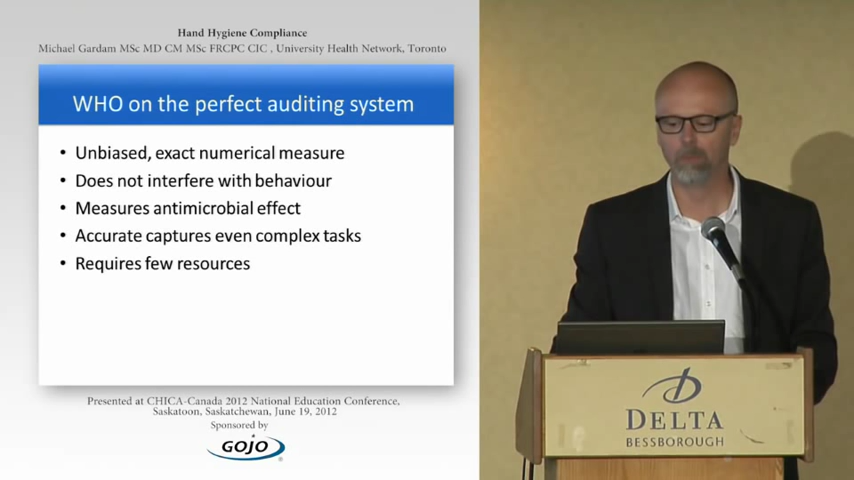 Hand Hygiene Compliance
Michael Gardam MSc MD CM MSc FRCPC CIC , University Health Network, Toronto
WHO on the perfect auditing system
• Unbiased, exact numerical measure
• Does not interfere with behaviour
• Measures antimicrobial effect
• Accurate captures even complex tasks
• Requires few resources
Presented at CHICA-Canada 2012 National Education Conference,
Saskatoon, Saskatchewan, June 19, 2012
Sponsored by
GOJO
DELTA
BESSBOROUGH